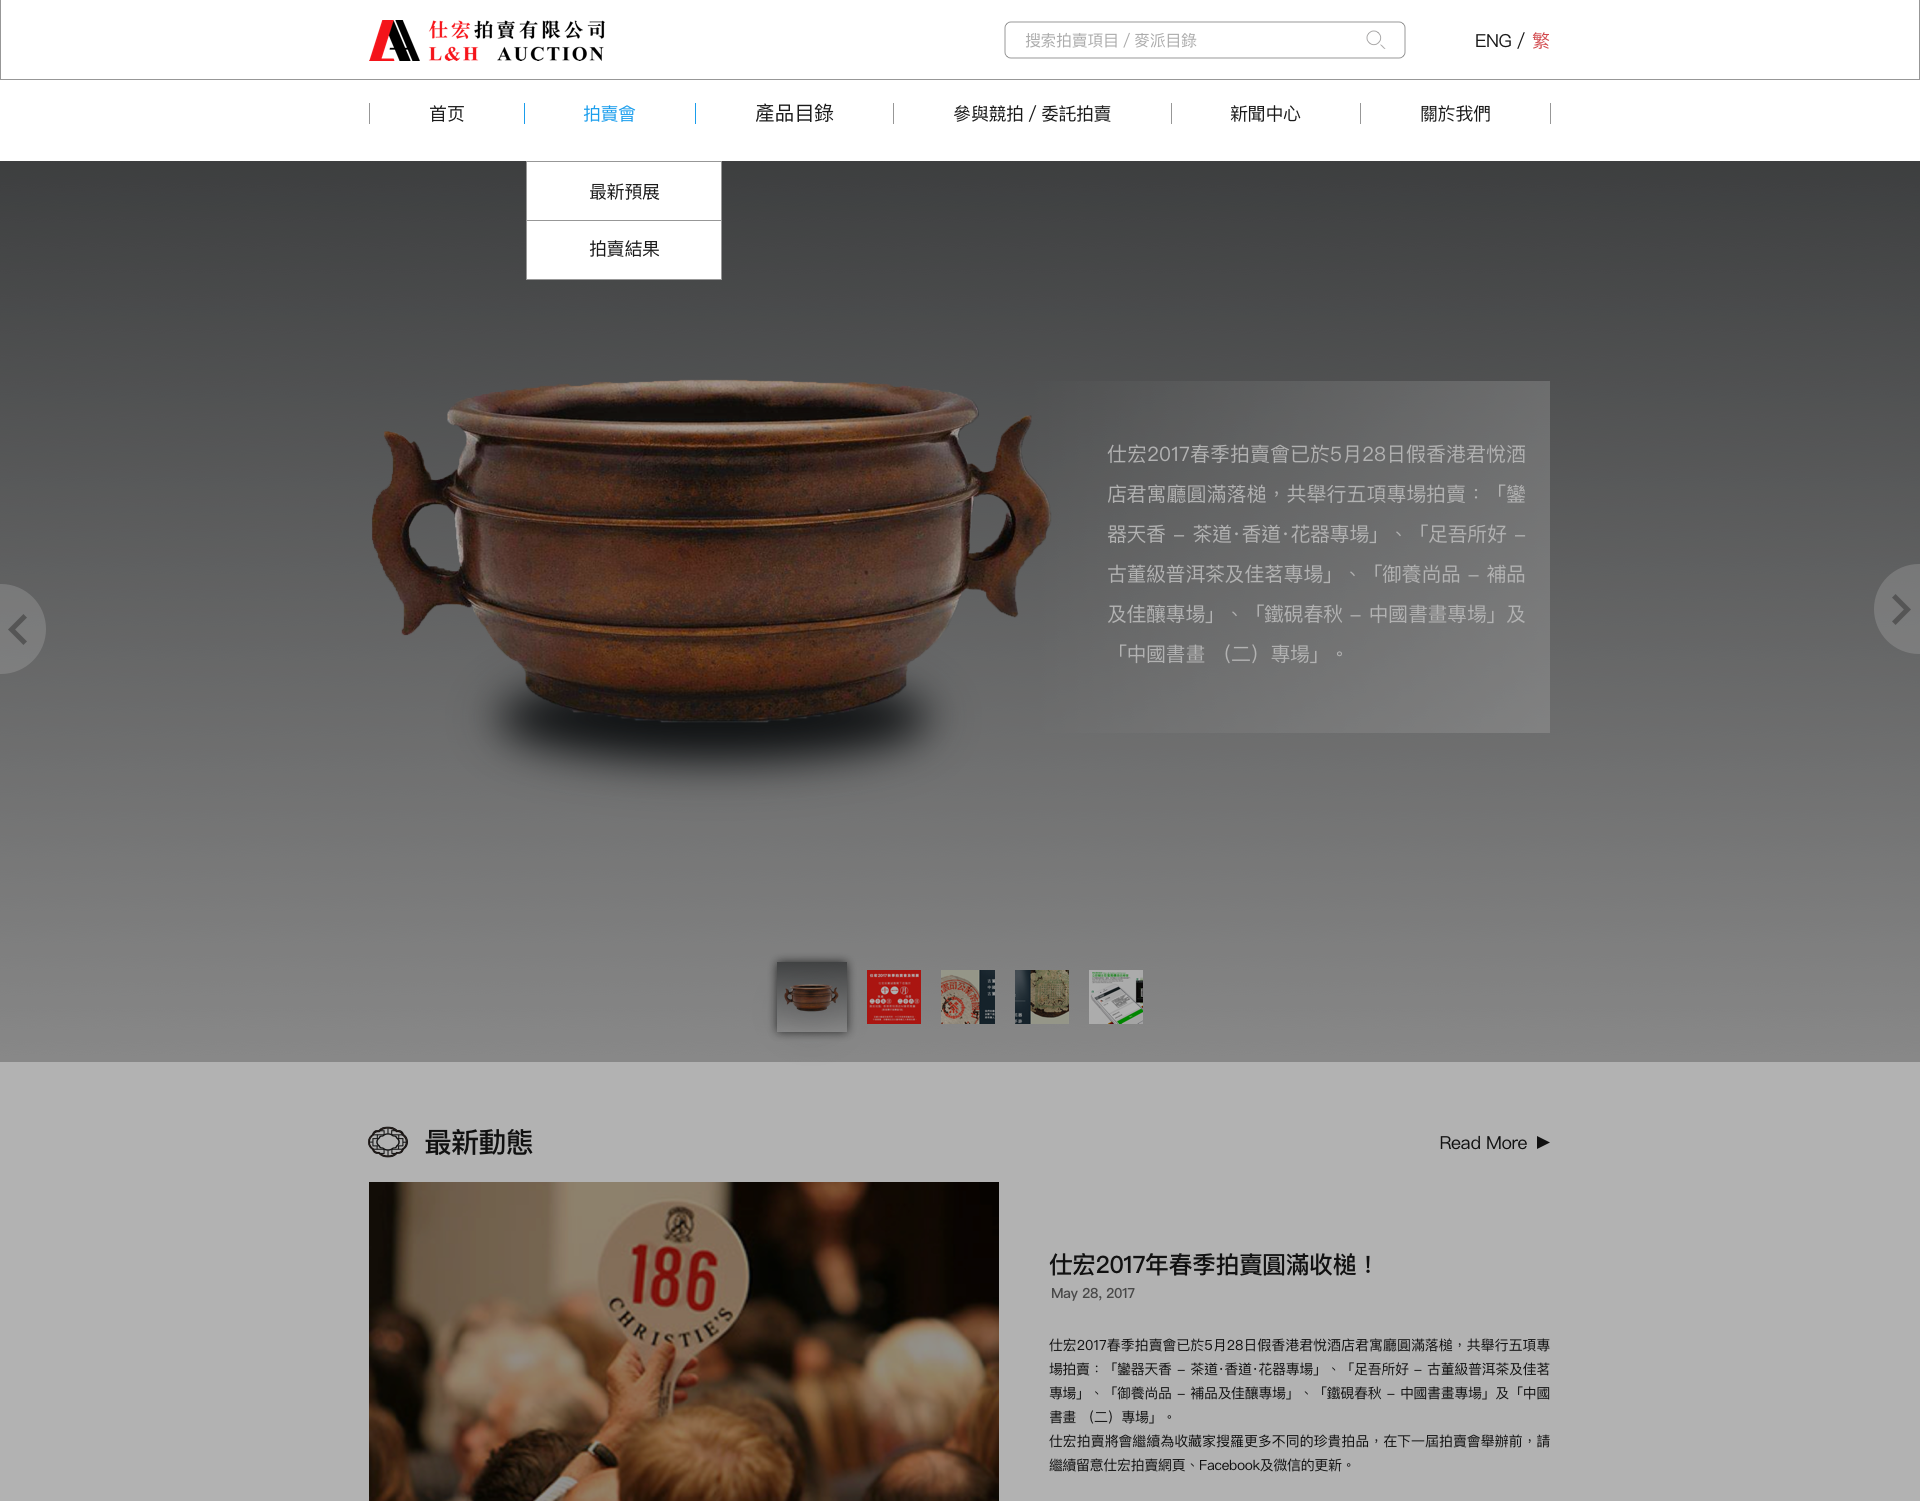 仕宏拍賣有限公司
L&H AUCTION
搜索拍賣項目 / 麥派目錄
ENG / 繁
首页
拍賣會
產品目錄
參與競拍 / 委託拍賣
新聞中心
關於我們
最新預展
拍賣結果
仕宏2017春季拍賣會已於5月28日假香港君悅酒
店君寓廳圓滿落槌，共舉行五項專場拍賣：「鑾
器天香 – 茶道·香道·花器專場」、「足吾所好 –
古董級普洱茶及佳茗專場」、「御養尚品 – 補品
及佳釀專場」、「鐵硯春秋 – 中國書畫專場」及
「中國書畫 （二）專場」。
最新動態
Read More
186
CHRISTIE'S
仕宏2017年春季拍賣圓滿收槌！
May 28, 2017
仕宏2017春季拍賣會已於5月28日假香港君悅酒店君寓廳圓滿落槌，共舉行五項專
場拍賣：「鑾器天香 – 茶道·香道·花器專場」、「足吾所好 – 古董級普洱茶及佳茗
專場」、「御養尚品 – 補品及佳釀專場」、「鐵硯春秋 – 中國書畫專場」及「中國
書畫 （二）專場」。
仕宏拍賣將會繼續為收藏家搜羅更多不同的珍貴拍品，在下一屆拍賣會舉辦前，請
繼續留意仕宏拍賣網頁、Facebook及微信的更新。